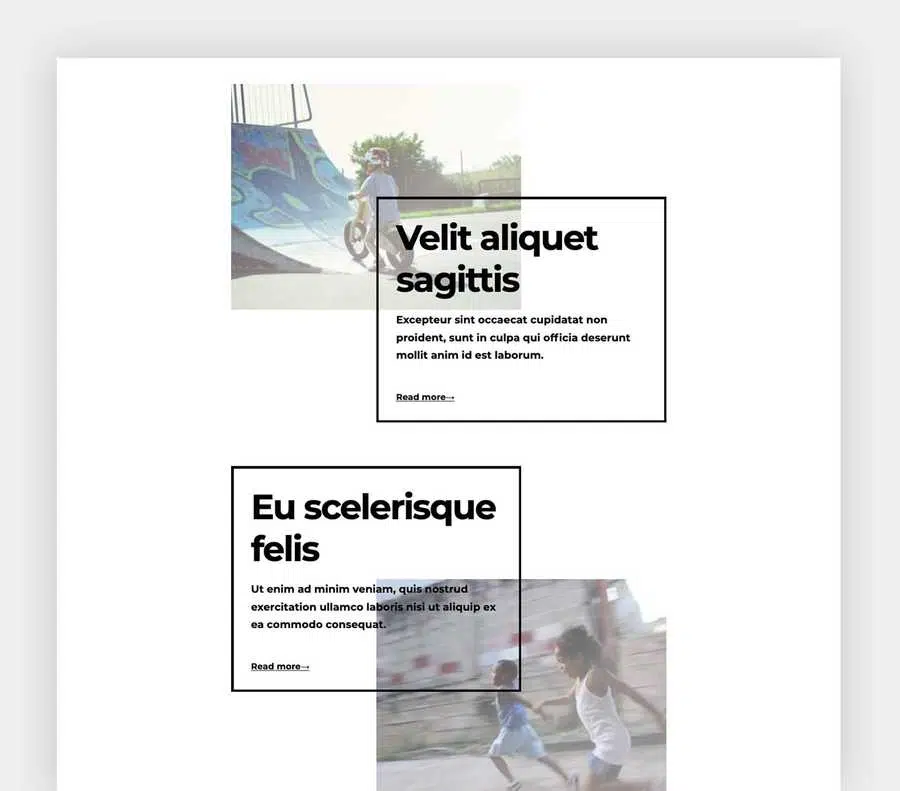 Velit aliquet
sagittis
Excepteur sint occaecat cupidatat non
proident, sunt in culpa qui officia deserunt
mollit anim id est laborum.
Read more→
Eu scelerisque
felis
Ut enim ad minim veniam, quis nostrud
exercitation ullamco laboris nisi ut aliquip ex
ea commodo consequat.
Read more→